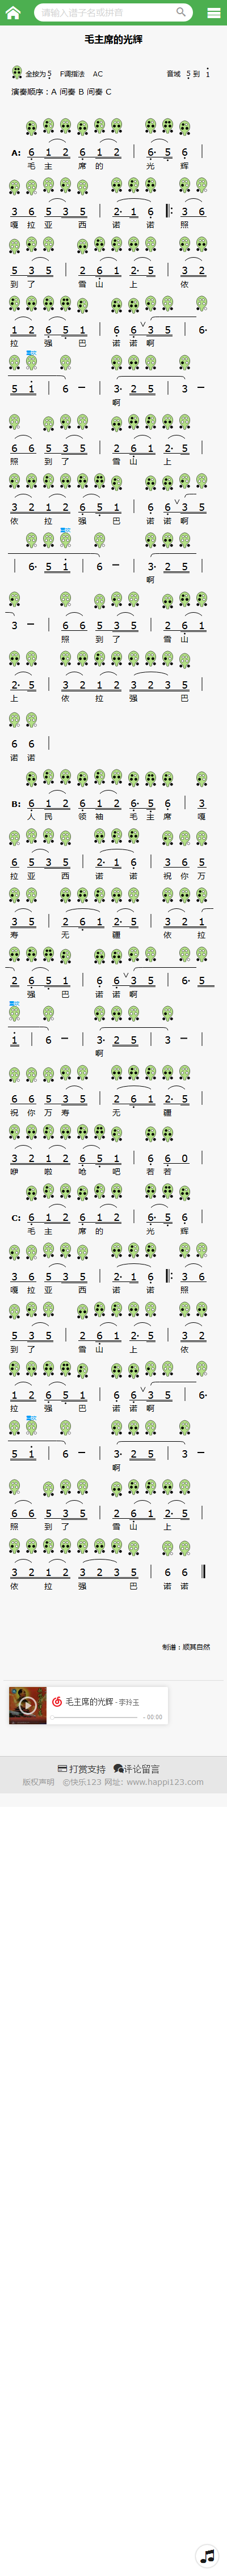 请输入谱子名或拼音
毛主席的光辉
全按为 5 F调指法 AC 音域 5 到 1
演奏顺序：A 间奏 B 间奏 C
A: 6 1 2 6 1 2 | 6· 5 6 |
毛 主 席 的 光 辉
3 6 5 3 5 | 2· 1 6 |: 3 6
嘎 拉 亚 西 诺 诺 照
5 3 5 | 2 6 1 2· 5 | 3 2
到 了 雪 山 上 依
1 2 6 5 1 | 6 6 3 5 | 6·
拉 强 巴 诺 诺 啊
5 1 | 6 － | 3· 2 5 | 3 －
啊
6 6 5 3 5 | 2 6 1 2· 5 |
照 到 了 雪 山 上
3 2 1 2 6 5 1 | 6 6 3 5
依 拉 强 巴 诺 诺 啊
| 6· 5 1 | 6 － | 3· 2 5 |
啊
3 － | 6 6 5 3 5 | 2 6 1
照 到 了 雪 山
2· 5 | 3 2 1 2 3 2 3 5 |
上 依 拉 强 巴
6 6 |
诺 诺
B: 6 1 2 6 1 2 6· 5 6 | 3
人 民 领 袖 毛 主 席 嘎
6 5 3 5 | 2· 1 6 | 3 6 5
拉 亚 西 诺 诺 祝 你 万
3 5 | 2 6 1 2· 5 | 3 2 1
寿 无 疆 依 拉
2 6 5 1 | 6 6 3 5 | 6· 5
强 巴 诺 诺 啊
1 | 6 － | 3· 2 5 | 3 － |
啊
6 6 5 3 5 | 2 6 1 2· 5 |
祝 你 万 寿 无 疆
3 2 1 2 6 5 1 | 6 6 0
咿 啦 呛 吧 若 若
C: 6 1 2 6 1 2 | 6· 5 6 |
毛 主 席 的 光 辉
3 6 5 3 5 | 2· 1 6 |: 3 6
嘎 拉 亚 西 诺 诺 照
5 3 5 | 2 6 1 2· 5 | 3 2
到 了 雪 山 上 依
1 2 6 5 1 | 6 6 3 5 | 6·
拉 强 巴 诺 诺 啊
5 1 | 6 － | 3· 2 5 | 3 －
啊
6 6 5 3 5 | 2 6 1 2· 5 |
照 到 了 雪 山 上
3 2 1 2 3 2 3 5 | 6 6
依 拉 强 巴 诺 诺
制谱：顺其自然
毛主席的光辉 - 李玲玉
- 00:00
打赏支持 评论留言
版权声明 ©快乐123 网址：www.happi123.com